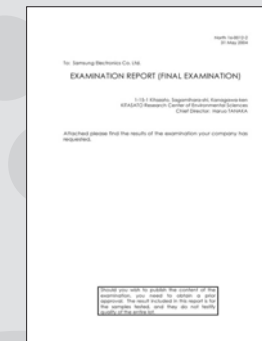 31 May 2004
To: Samsung Electronics Co. Ltd.
EXAMINATION REPORT (FINAL EXAMINATION)
1-15-1 Kitasato, Sagamihara-shi, Kanagawa-ken
KITASATO Research Center of Environmental Sciences
Chief Director: Haruo TANAKA
Attached please find the results of the examination your company has
requested.
Should you wish to publish the content of the
examination, you need to obtain a prior
approval. The result included in this report is for
the samples tested, and they do not testify
quality of the entire lot